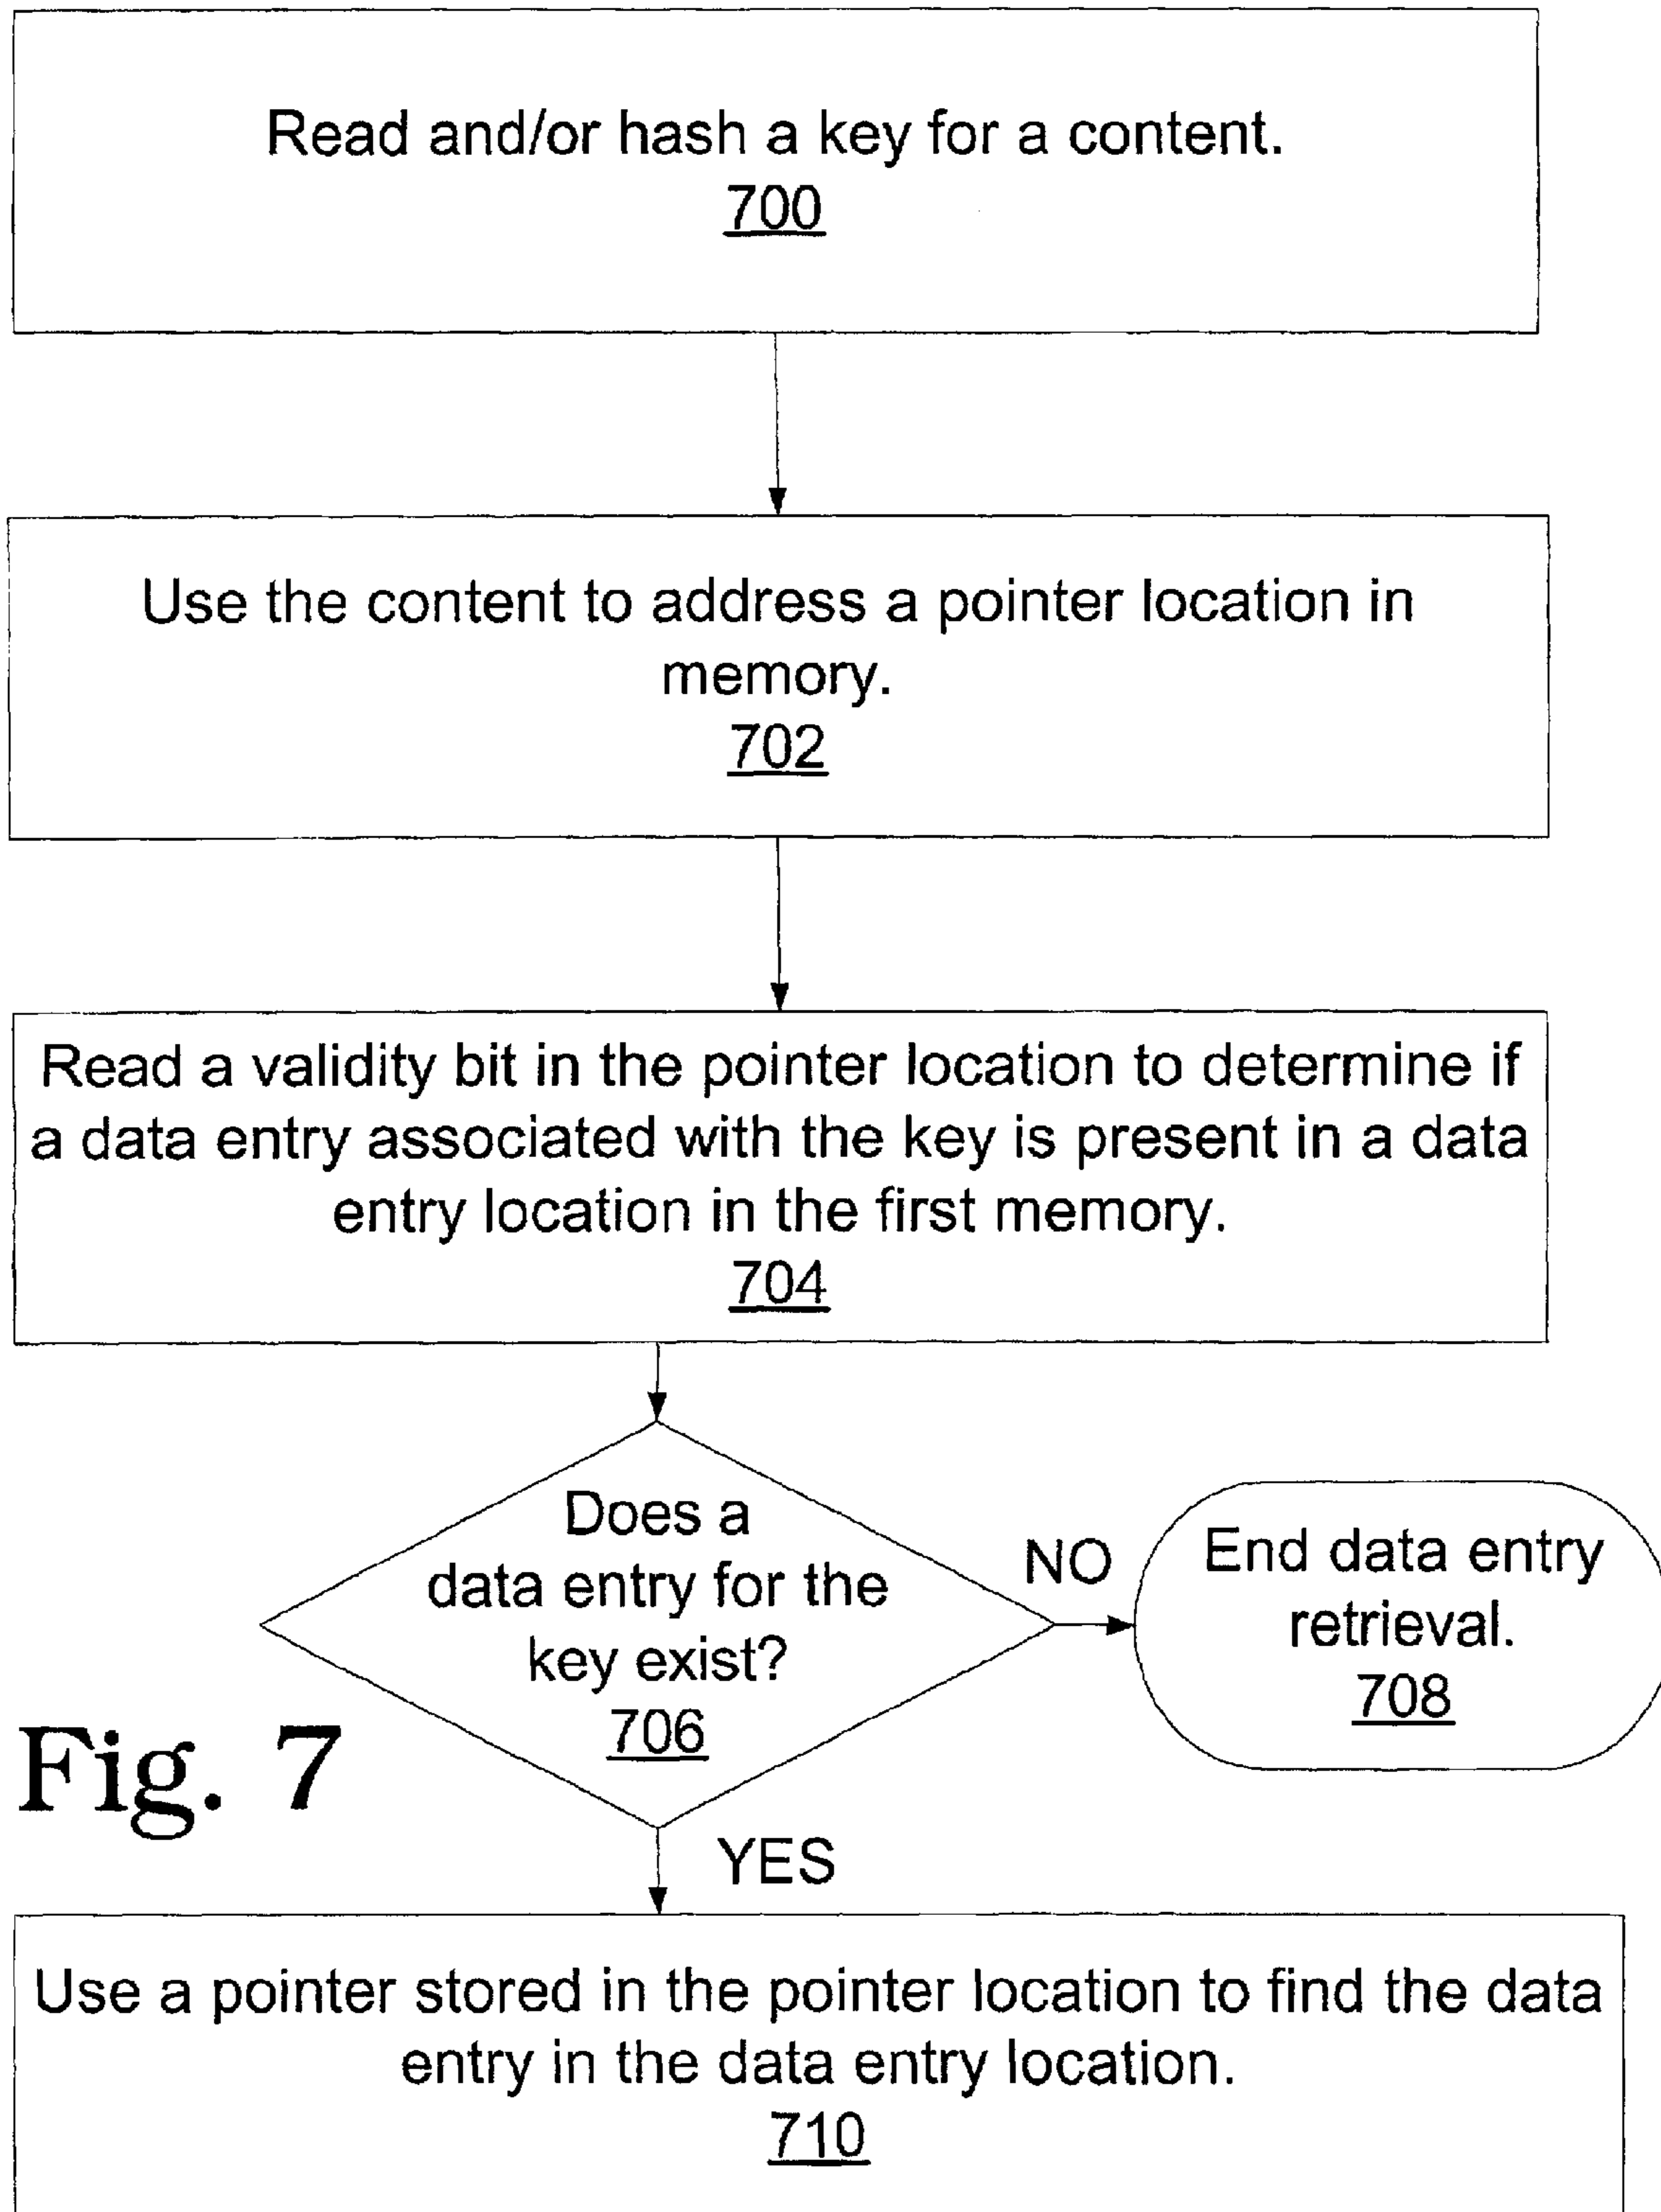 Read and/or hash a key for a content.
700
Use the content to address a pointer location in
memory.
702
Read a validity bit in the pointer location to determine if
a data entry associated with the key is present in a data
entry location in the first memory.
704
Does a
data entry for the
key exist?
706
NO
End data entry
retrieval.
708
Fig. 7
YES
Use a pointer stored in the pointer location to find the data
entry in the data entry location.
710